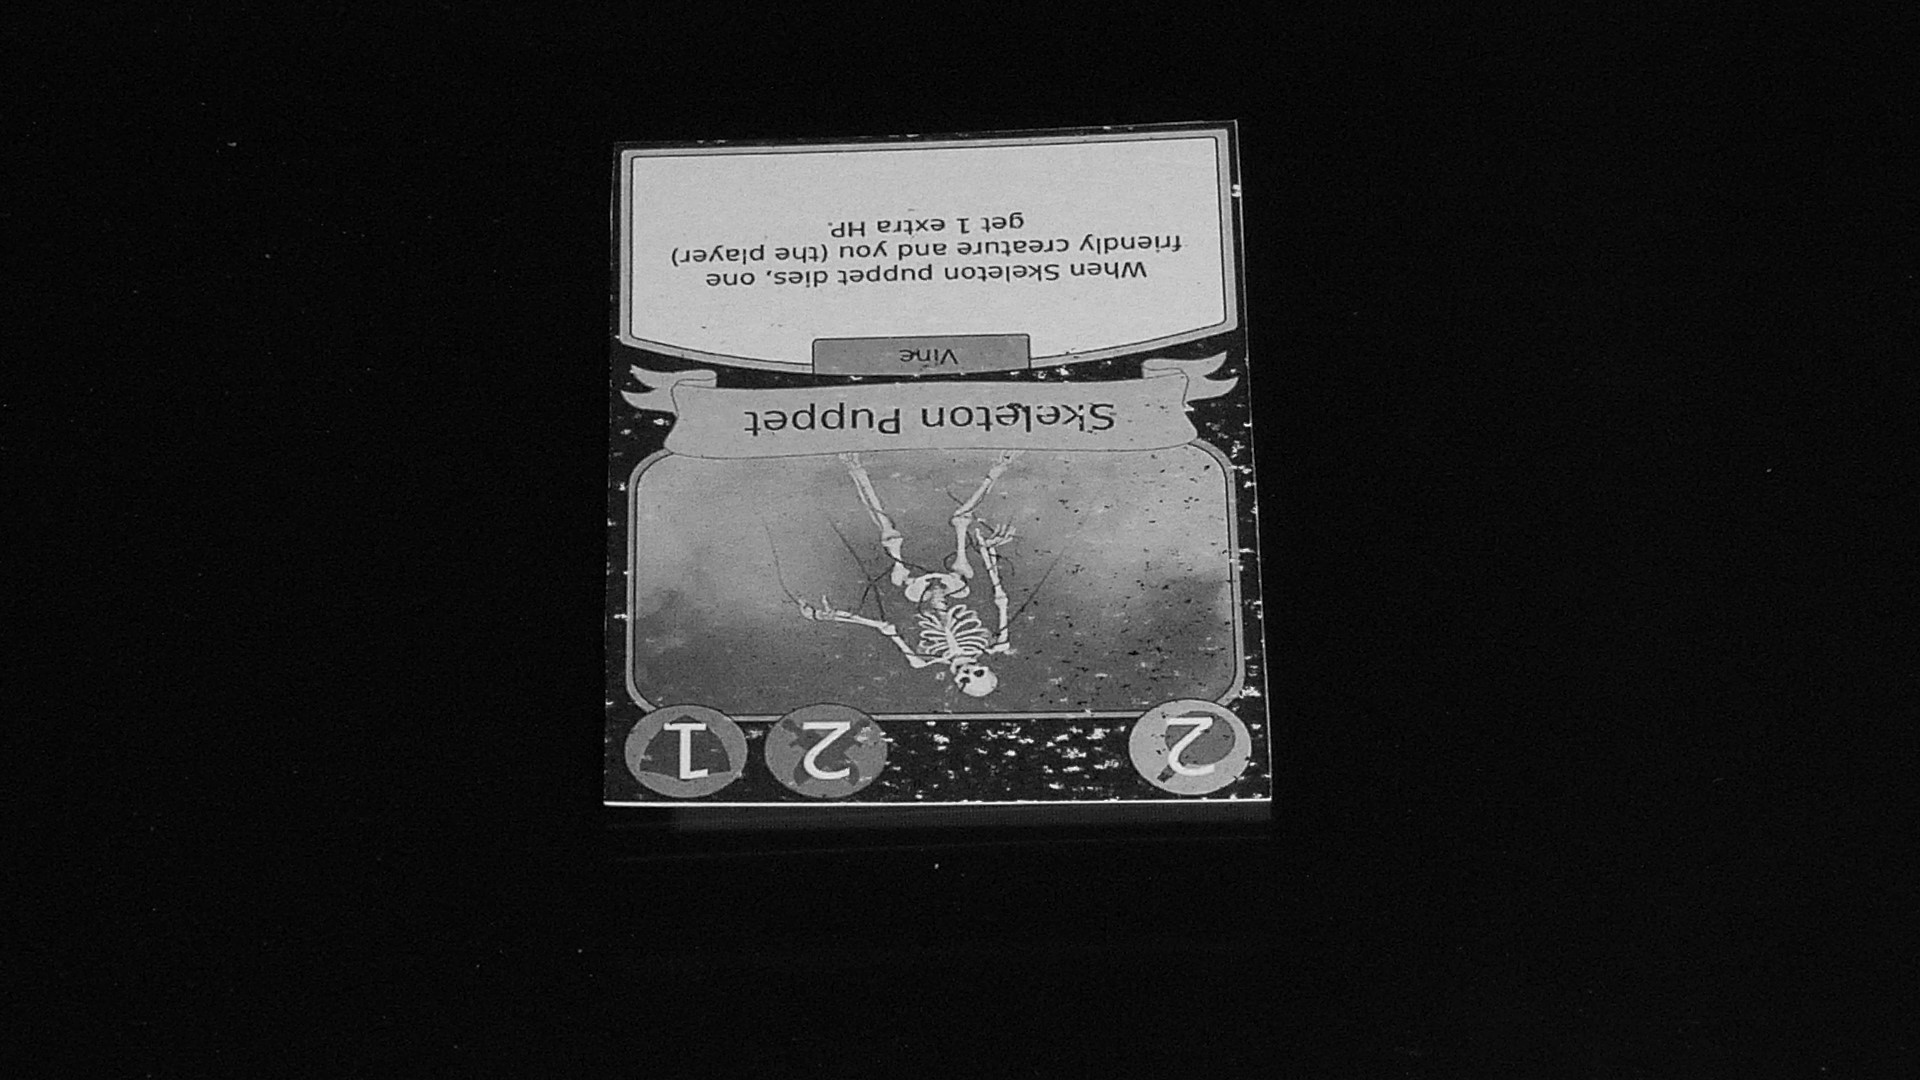 2 2 1
Skeleton Puppet
Vine
When Skeleton puppet dies, one
friendly creature and you (the player)
get 1 extra HP.